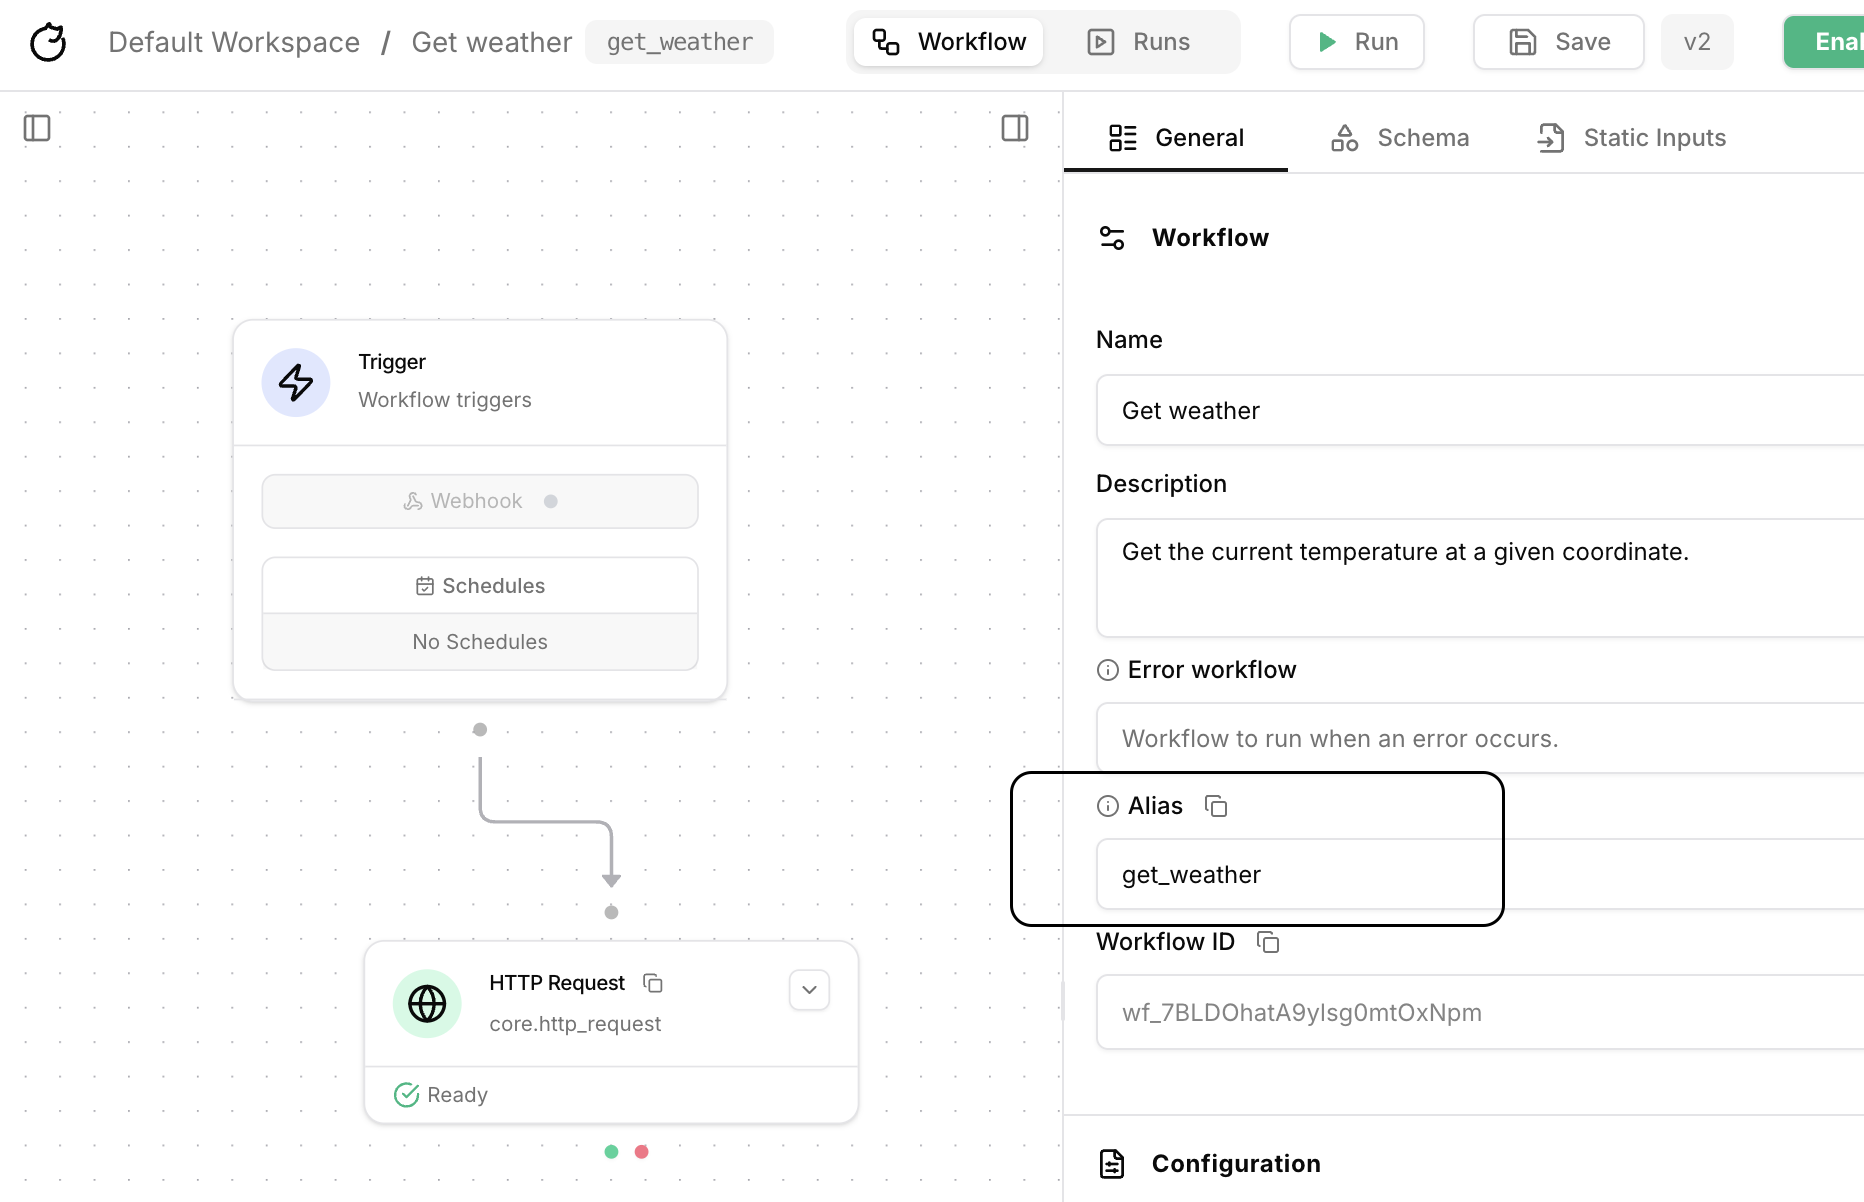 Default Workspace / Get weather get_weather
Workflow
Runs
Run
Save
v2
Enal
General
Schema
Static Inputs
Workflow
Name
Get weather
Description
Get the current temperature at a given coordinate.
Error workflow
Workflow to run when an error occurs.
Alias
get_weather
Workflow ID
wf_7BLDOhatA9ylsg0mtOxNpm
Configuration
Trigger
Workflow triggers
Webhook
Schedules
No Schedules
HTTP Request
core.http_request
Ready